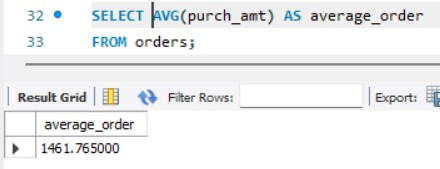 32 SELECT AVG(purch_amt) AS average_order
33 FROM orders;
Result Grid Filter Rows: Export:
average_order
1461.765000